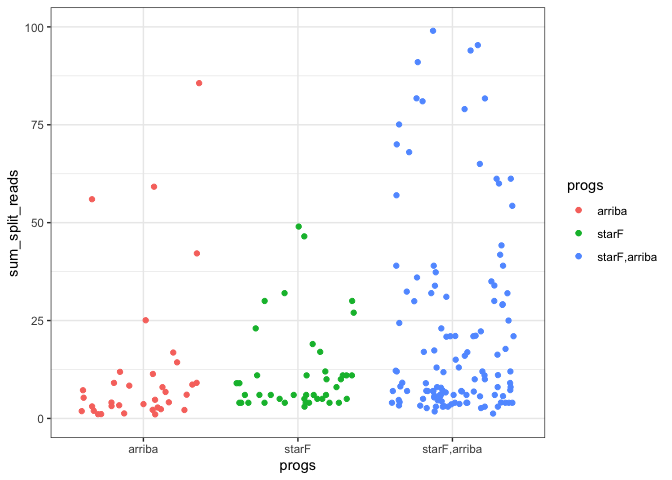 100
75
50
25
0
sum_split_reads
arriba
starF
starF,arriba
progs
progs
arriba
starF
starF,arriba